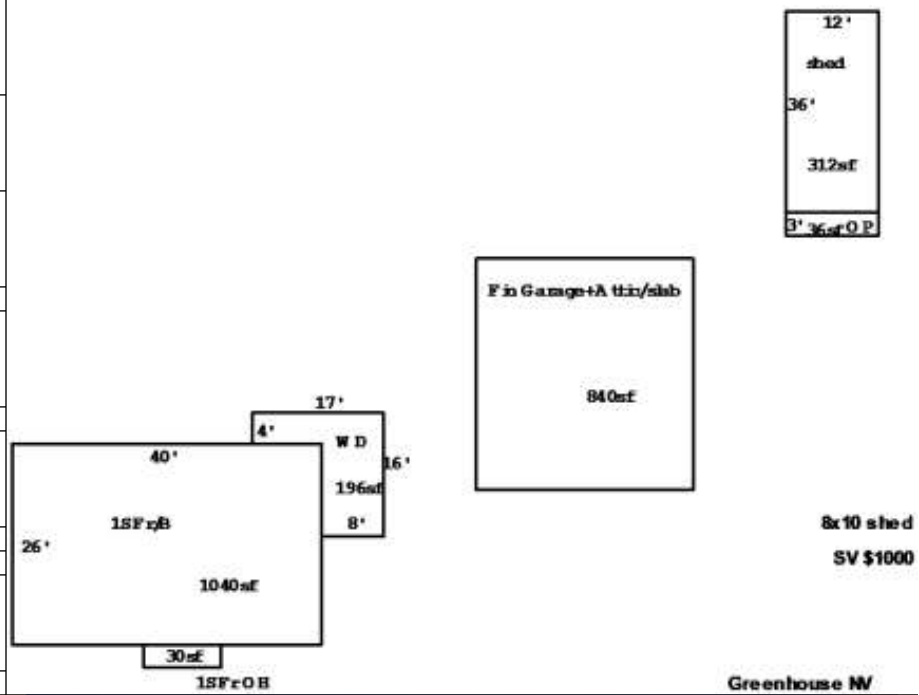 12'
shed
36'
312sf
3' 36sf OP
Fin Garage+Attic/slab
840sf
17'
4'
WD
16'
196sf
8'
40'
1SFr/B
26'
1040sf
30sf
1SFrOH
8x10 shed
SV $1000
Greenhouse NV